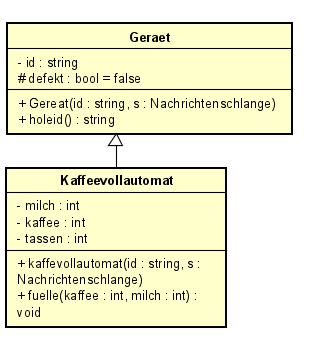 Geraet
- id : string
# defekt : bool = false
+ Gereat(id : string, s : Nachrichtenschlange)
+ holeid() : string
Kaffeevollautomat
- milch : int
- kaffee : int
- tassen : int
+ kaffevollautomat(id : string, s :
Nachrichtenschlange)
+ fuelle(kaffee : int, milch : int) :
void